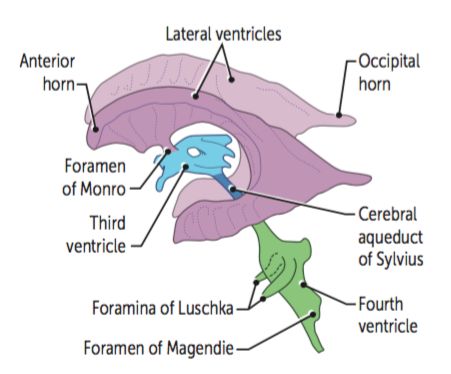 Lateral ventricles
Anterior
horn
Occipital
horn
Foramen
of Monro
Third
ventricle
Cerebral
aqueduct
of Sylvius
Foramina of Luschka
Fourth
ventricle
Foramen of Magendie